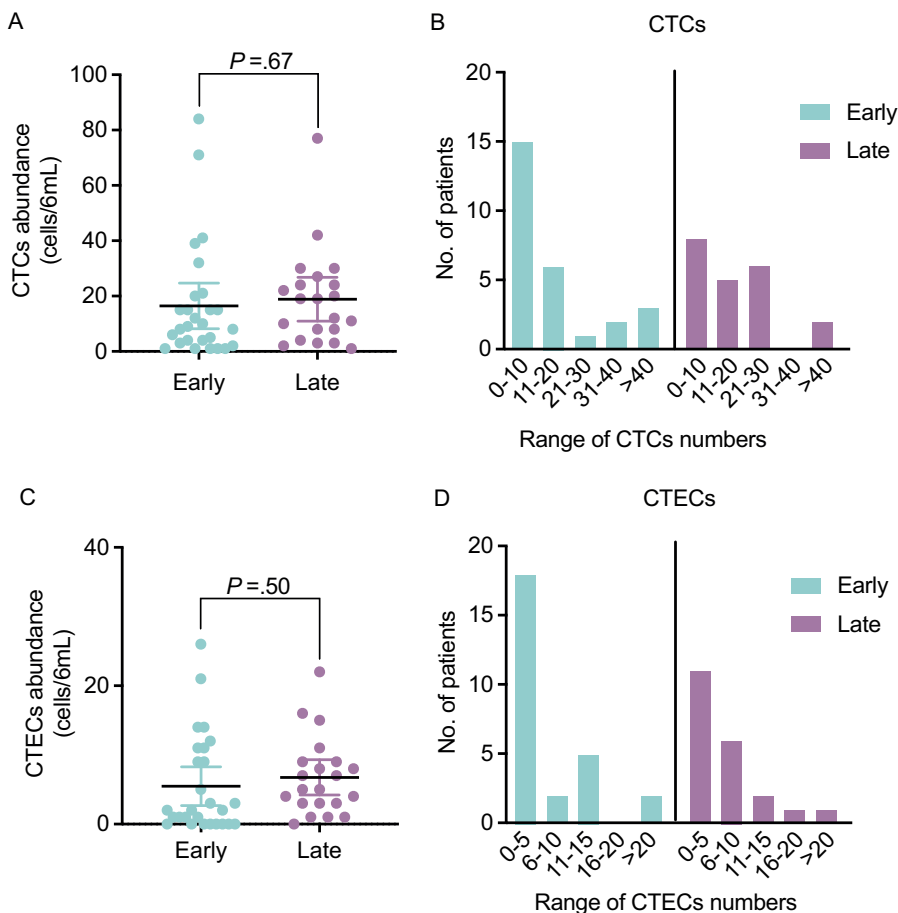 A
CTCs abundance
(cells/6mL)
100
80
60
40
20
0
P =.67
Early
Late
B
CTCs
No. of patients
20
15
10
5
0
0-10
11-20
21-30
31-40
>40
0-10
11-20
21-30
31-40
>40
Range of CTCs numbers
Early
Late
C
CTECs abundance
(cells/6mL)
40
20
0
P =.50
Early
Late
D
CTECs
No. of patients
20
15
10
5
0
0-5
6-10
11-15
16-20
>20
0-5
6-10
11-15
16-20
>20
Range of CTECs numbers
Early
Late